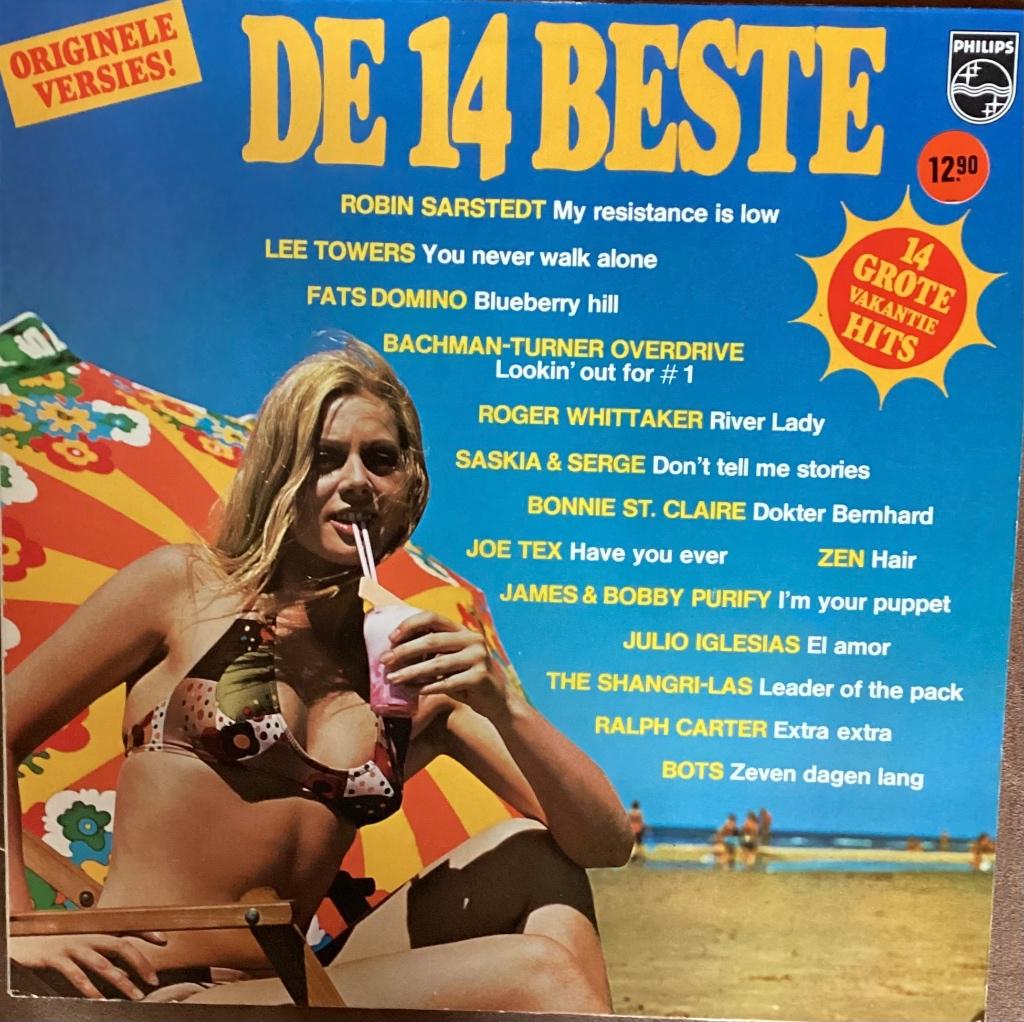 ORIGINELE
VERSIES!
DE 14 BESTE
PHILIPS
12.90
ROBIN SARSTEDT My resistance is low
LEE TOWERS You never walk alone
FATS DOMINO Blueberry hill
14
GROTE
VAKANTIE
HITS
BACHMAN-TURNER OVERDRIVE
Lookin' out for # 1
ROGER WHITTAKER River Lady
SASKIA & SERGE Don't tell me stories
BONNIE ST. CLAIRE Dokter Bernhard
JOE TEX Have you ever ZEN Hair
JAMES & BOBBY PURIFY I'm your puppet
JULIO IGLESIAS El amor
THE SHANGRI-LAS Leader of the pack
RALPH CARTER Extra extra
BOTS Zeven dagen lang